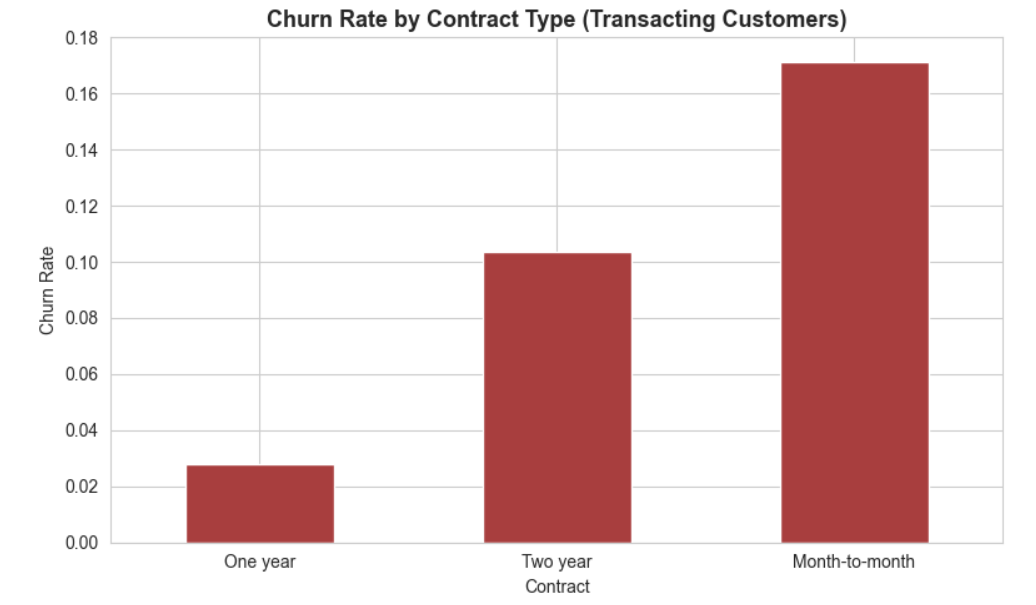 Churn Rate by Contract Type (Transacting Customers)
0.18
0.16
0.14
0.12
0.10
0.08
0.06
0.04
0.02
0.00
Churn Rate
One year
Two year
Month-to-month
Contract